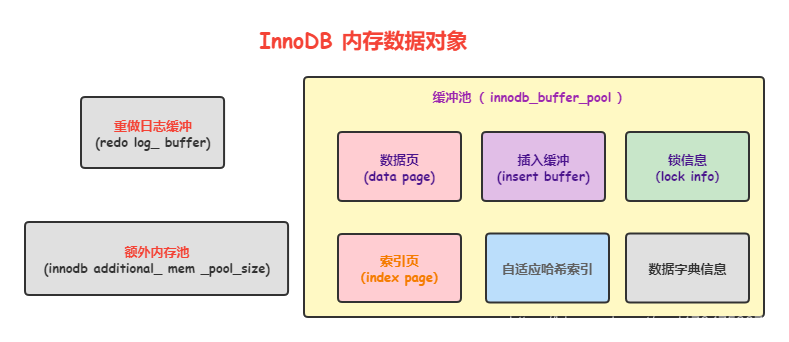 InnoDB 内存数据对象
缓冲池 ( innodb_buffer_pool )
重做日志缓冲
(redo log_ buffer)
数据页
(data page)
插入缓冲
(insert buffer)
锁信息
(lock info)
额外内存池
(innodb additional_ mem _pool_size)
索引页
(index page)
自适应哈希索引
数据字典信息